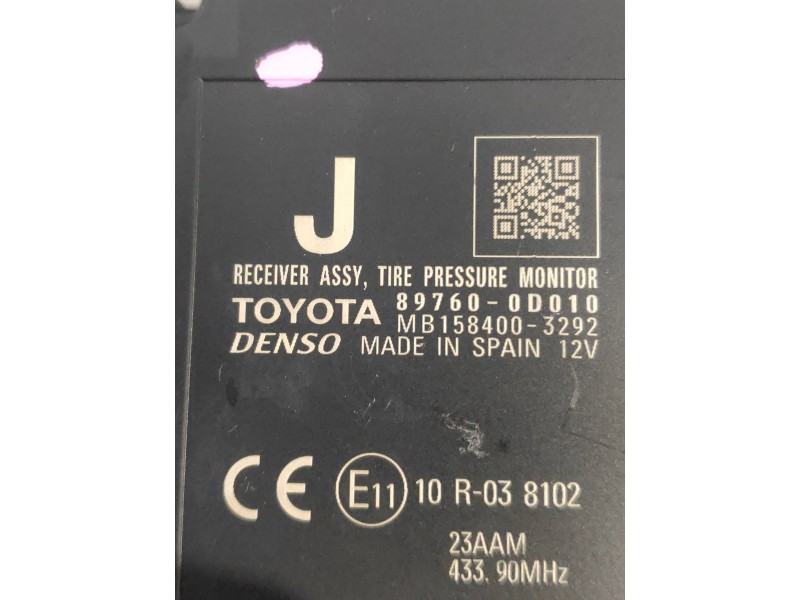 J
RECEIVER ASSY, TIRE PRESSURE MONITOR
TOYOTA 89760-0D010
MB158400-3292
DENSO MADE IN SPAIN 12V
CE E11 10 R-03 8102
23AAM
433.90MHz